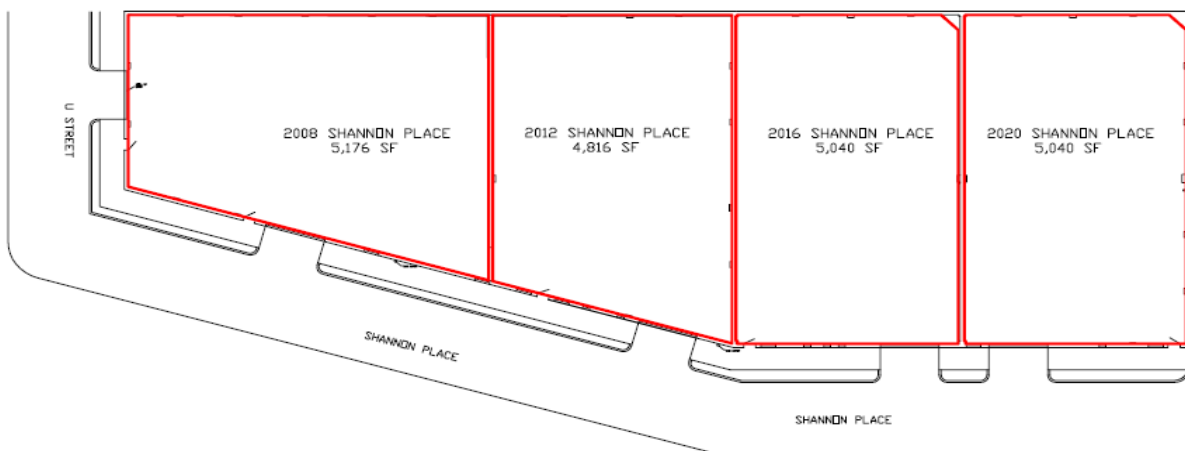 U STREET
2008 SHANNON PLACE
5,176 SF
2012 SHANNON PLACE
4,816 SF
2016 SHANNON PLACE
5,040 SF
2020 SHANNON PLACE
5,040 SF
SHANNON PLACE
SHANNON PLACE